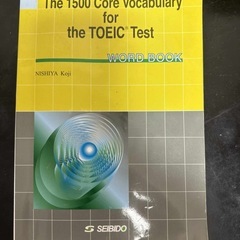 The 1500 Core Vocabulary
for
the TOEIC® Test
WORD BOOK
NISHIYA Koji
SEIBIDO